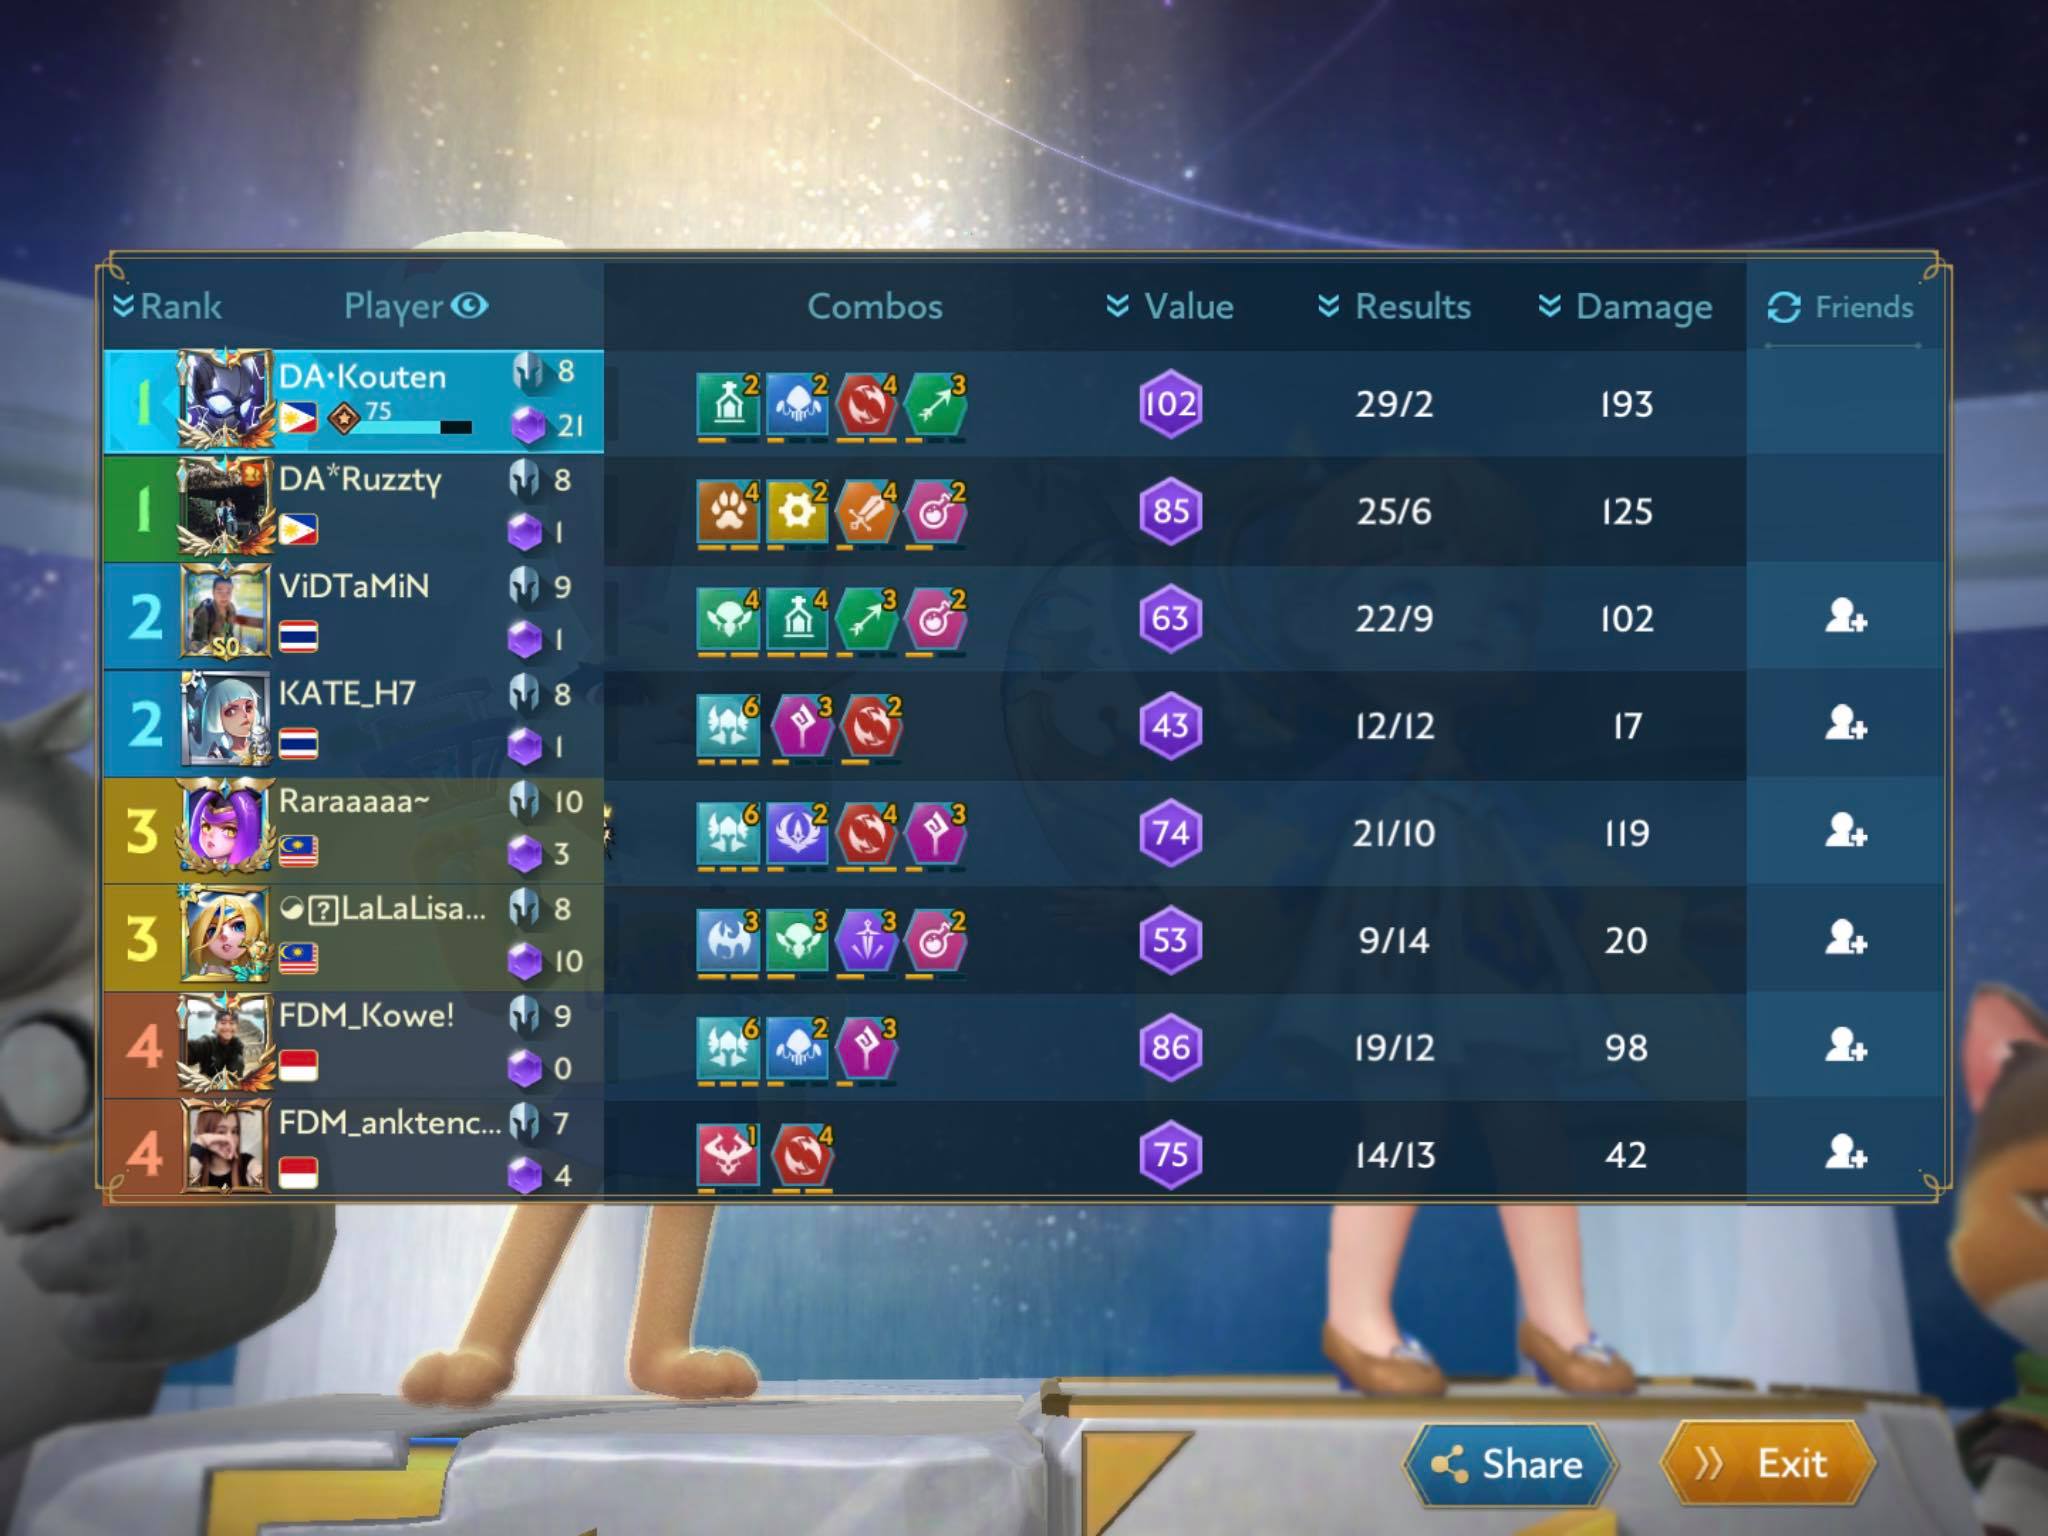 Rank Player Combos Value Results Damage Friends
1 DA•Kouten 8 2 2 4 3 102 29/2 193
75 21
1 DA*Ruzzty 8 4 2 4 2 85 25/6 125
1
2 ViDTaMiN 9 4 4 3 2 63 22/9 102
SO 1
2 KATE_H7 8 6 3 2 43 12/12 17
1
3 Raraaaaa~ 10 6 2 4 3 74 21/10 119
3
3 ?LaLaLisa... 8 3 3 3 2 53 9/14 20
10
4 FDM_Kowe! 9 6 2 3 86 19/12 98
0
4 FDM_anktenc... 7 1 4 75 14/13 42
4
Share Exit